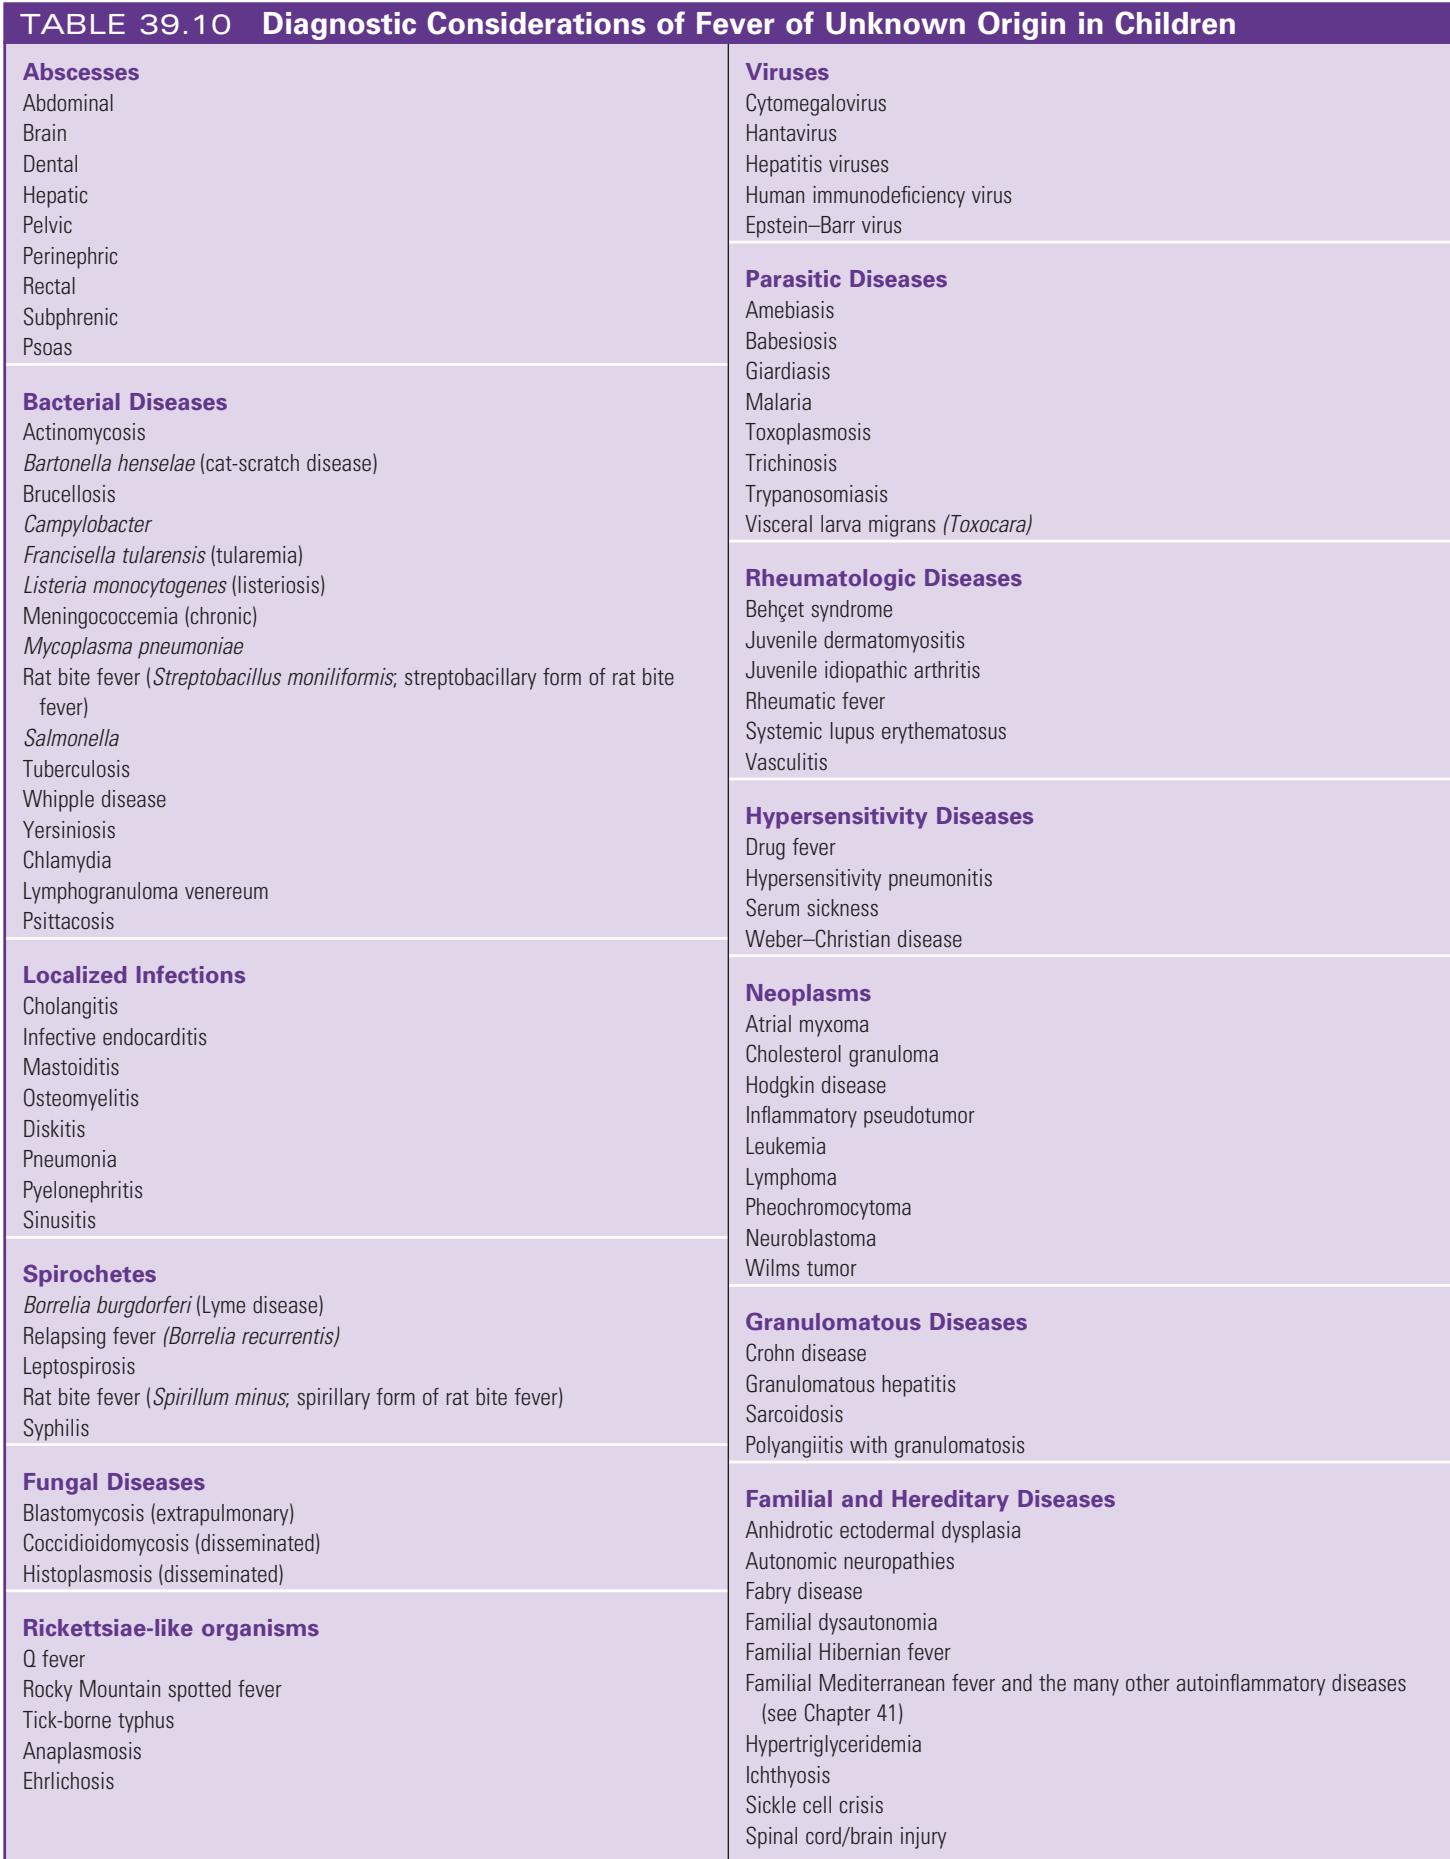 TABLE 39.10 Diagnostic Considerations of Fever of Unknown Origin in Children
Abscesses
Abdominal
Brain
Dental
Hepatic
Pelvic
Perinephric
Rectal
Subphrenic
Psoas
Bacterial Diseases
Actinomycosis
Bartonella henselae (cat-scratch disease)
Brucellosis
Campylobacter
Francisella tularensis (tularemia)
Listeria monocytogenes (listeriosis)
Meningococcemia (chronic)
Mycoplasma pneumoniae
Rat bite fever (Streptobacillus moniliformis; streptobacillary form of rat bite
fever)
Salmonella
Tuberculosis
Whipple disease
Yersiniosis
Chlamydia
Lymphogranuloma venereum
Psittacosis
Localized Infections
Cholangitis
Infective endocarditis
Mastoiditis
Osteomyelitis
Diskitis
Pneumonia
Pyelonephritis
Sinusitis
Spirochetes
Borrelia burgdorferi (Lyme disease)
Relapsing fever (Borrelia recurrentis)
Leptospirosis
Rat bite fever (Spirillum minus; spirillary form of rat bite fever)
Syphilis
Fungal Diseases
Blastomycosis (extrapulmonary)
Coccidioidomycosis (disseminated)
Histoplasmosis (disseminated)
Rickettsiae-like organisms
Q fever
Rocky Mountain spotted fever
Tick-borne typhus
Anaplasmosis
Ehrlichosis
Viruses
Cytomegalovirus
Hantavirus
Hepatitis viruses
Human immunodeficiency virus
Epstein–Barr virus
Parasitic Diseases
Amebiasis
Babesiosis
Giardiasis
Malaria
Toxoplasmosis
Trichinosis
Trypanosomiasis
Visceral larva migrans (Toxocara)
Rheumatologic Diseases
Behçet syndrome
Juvenile dermatomyositis
Juvenile idiopathic arthritis
Rheumatic fever
Systemic lupus erythematosus
Vasculitis
Hypersensitivity Diseases
Drug fever
Hypersensitivity pneumonitis
Serum sickness
Weber–Christian disease
Neoplasms
Atrial myxoma
Cholesterol granuloma
Hodgkin disease
Inflammatory pseudotumor
Leukemia
Lymphoma
Pheochromocytoma
Neuroblastoma
Wilms tumor
Granulomatous Diseases
Crohn disease
Granulomatous hepatitis
Sarcoidosis
Polyangiitis with granulomatosis
Familial and Hereditary Diseases
Anhidrotic ectodermal dysplasia
Autonomic neuropathies
Fabry disease
Familial dysautonomia
Familial Hibernian fever
Familial Mediterranean fever and the many other autoinflammatory diseases
(see Chapter 41)
Hypertriglyceridemia
Ichthyosis
Sickle cell crisis
Spinal cord/brain injury